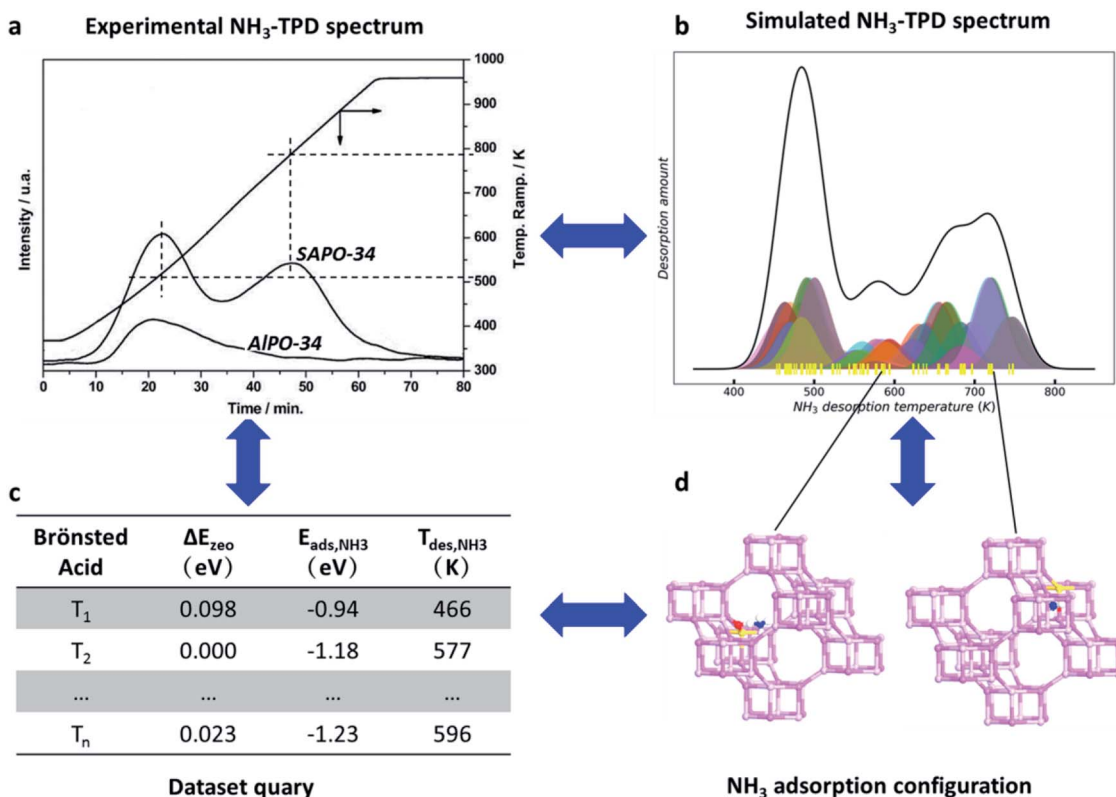 a
Experimental NH₃-TPD spectrum
Intensity / u.a.
1000
900
800
700
600
500
400
300
Temp. Ramp. / K
SAPO-34
AlPO-34
0 10 20 30 40 50 60 70 80
Time / min.
b
Simulated NH₃-TPD spectrum
Desorption amount
400 500 600 700 800
NH₃ desorption temperature (K)
c
Brönsted Acid ΔE_zeo (eV) E_ads,NH3 (eV) T_des,NH3 (K)
T₁ 0.098 -0.94 466
T₂ 0.000 -1.18 577
... ... ... ...
Tₙ 0.023 -1.23 596
Dataset quary
d
NH₃ adsorption configuration